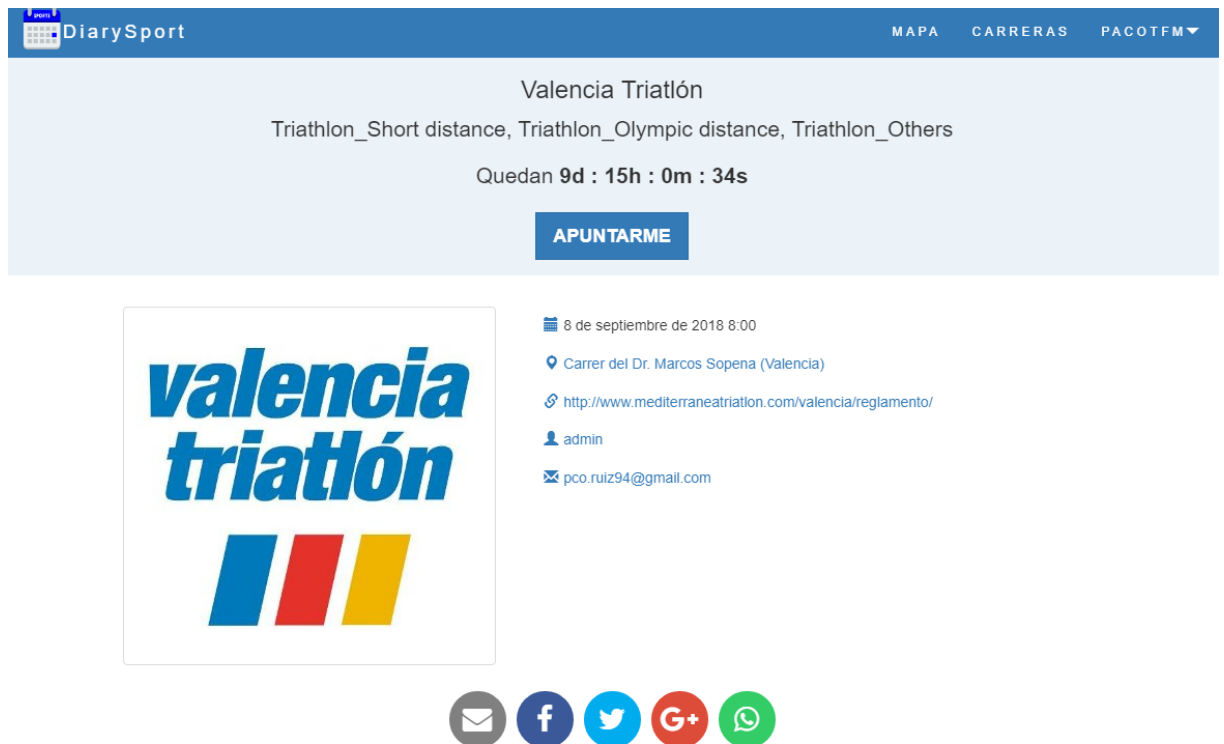 SPORTS
DiarySport
MAPA CARRERAS PACOTFM
Valencia Triatlón
Triathlon_Short distance, Triathlon_Olympic distance, Triathlon_Others
Quedan 9d : 15h : 0m : 34s
APUNTARME
valencia
triatlón
8 de septiembre de 2018 8:00
Carrer del Dr. Marcos Sopena (Valencia)
http://www.mediterraneatriatlon.com/valencia/reglamento/
admin
pco.ruiz94@gmail.com
f G+